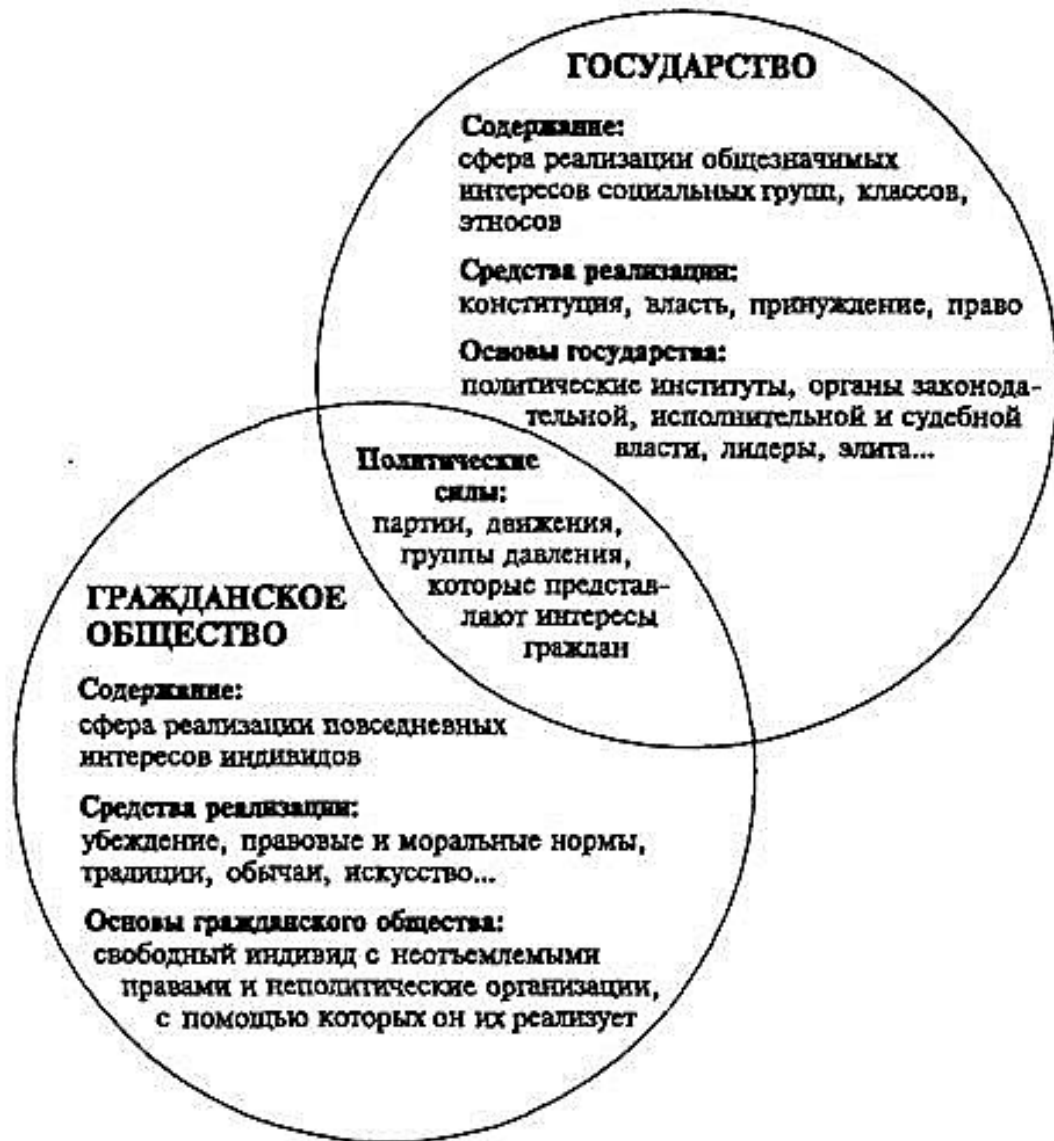 ГОСУДАРСТВО
Содержание:
сфера реализации общезначимых
интересов социальных групп, классов,
этносов
Средства реализации:
конституция, власть, принуждение, право
Основы государства:
политические институты, органы законода-
тельной, исполнительной и судебной
власти, лидеры, элита...
Политические
силы:
партии, движения,
группы давления,
которые представ-
ляют интересы
граждан
ГРАЖДАНСКОЕ
ОБЩЕСТВО
Содержание:
сфера реализации повседневных
интересов индивидов
Средства реализации:
убеждение, правовые и моральные нормы,
традиции, обычаи, искусство...
Основы гражданского общества:
свободный индивид с неотъемлемыми
правами и неполитические организации,
с помощью которых он их реализует